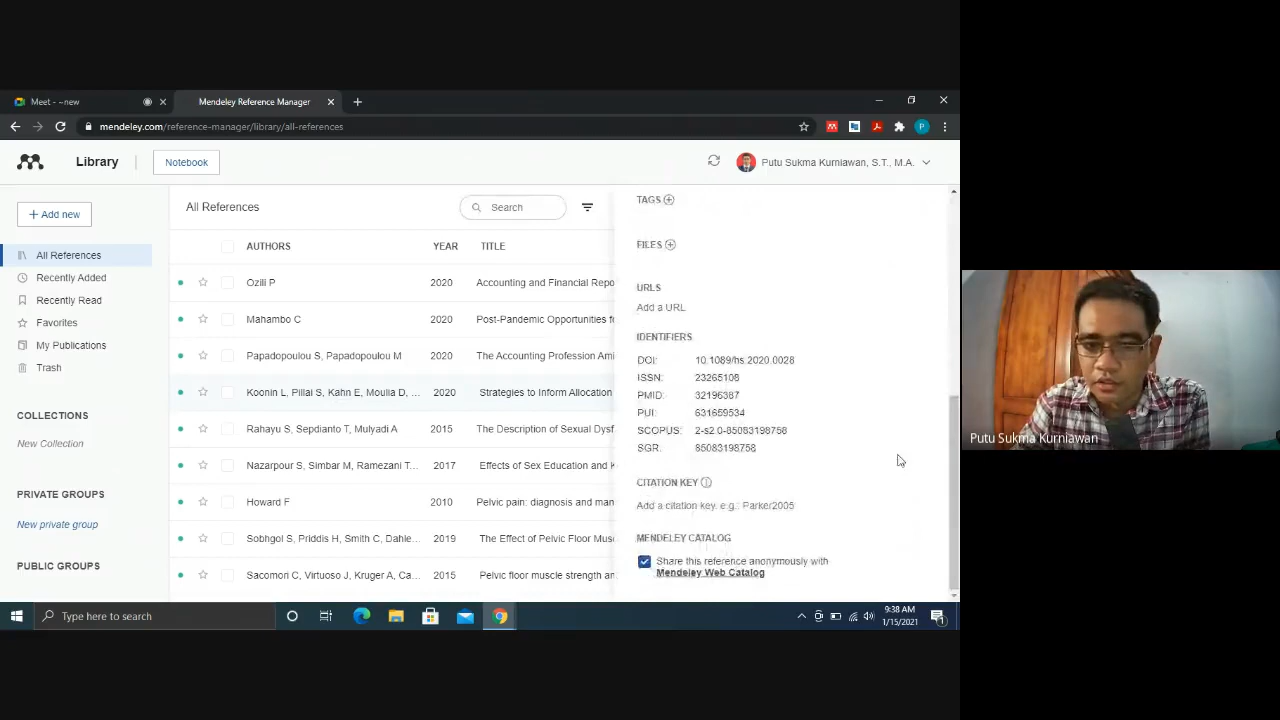 Meet - ~new
Mendeley Reference Manager
mendeley.com/reference-manager/library/all-references
P
Library
Notebook
Putu Sukma Kurniawan, S.T., M.A.
+ Add new
All References
Search
All References
Recently Added
Recently Read
Favorites
My Publications
Trash
COLLECTIONS
New Collection
PRIVATE GROUPS
New private group
PUBLIC GROUPS
AUTHORS YEAR TITLE
Ozili P 2020 Accounting and Financial Repo
Mahambo C 2020 Post-Pandemic Opportunities fo
Papadopoulou S, Papadopoulou M 2020 The Accounting Profession Ami
Koonin L, Pillai S, Kahn E, Moulia D, ... 2020 Strategies to Inform Allocation
Rahayu S, Sepdianto T, Mulyadi A 2015 The Description of Sexual Dysf
Nazarpour S, Simbar M, Ramezani T... 2017 Effects of Sex Education and K
Howard F 2010 Pelvic pain: diagnosis and man
Sobhgol S, Priddis H, Smith C, Dahle... 2019 The Effect of Pelvic Floor Musc
Sacomori C, Virtuoso J, Kruger A, Ca... 2015 Pelvic floor muscle strength an
TAGS
FILES
URLS
Add a URL
IDENTIFIERS
DOI: 10.1089/hs.2020.0028
ISSN: 23265108
PMID: 32196387
PUI: 631659534
SCOPUS: 2-s2.0-85083198758
SGR: 85083198758
CITATION KEY
Add a citation key. e.g.: Parker2005
MENDELEY CATALOG
Share this reference anonymously with
Mendeley Web Catalog
Putu Sukma Kurniawan
Type here to search
9:38 AM
1/15/2021
1